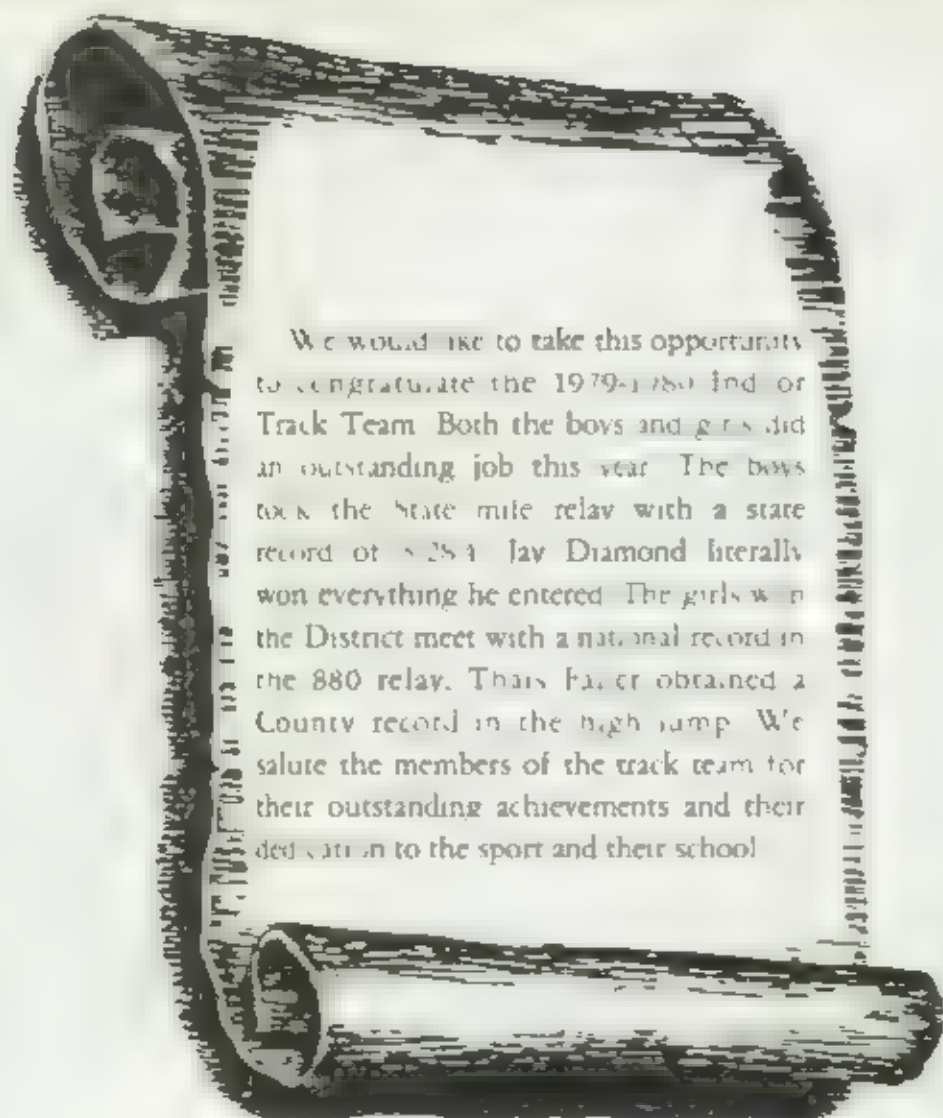 We would like to take this opportunity
to congratulate the 1979-1980 Indoor
Track Team. Both the boys and girls did
an outstanding job this year. The boys
took the State mile relay with a state
record of Jay Diamond literally
won everything he entered. The girls won
the District meet with a national record in
the 880 relay. Thais obtained a
County record in the high jump. We
salute the members of the track team for
their outstanding achievements and their
dedication to the sport and their school